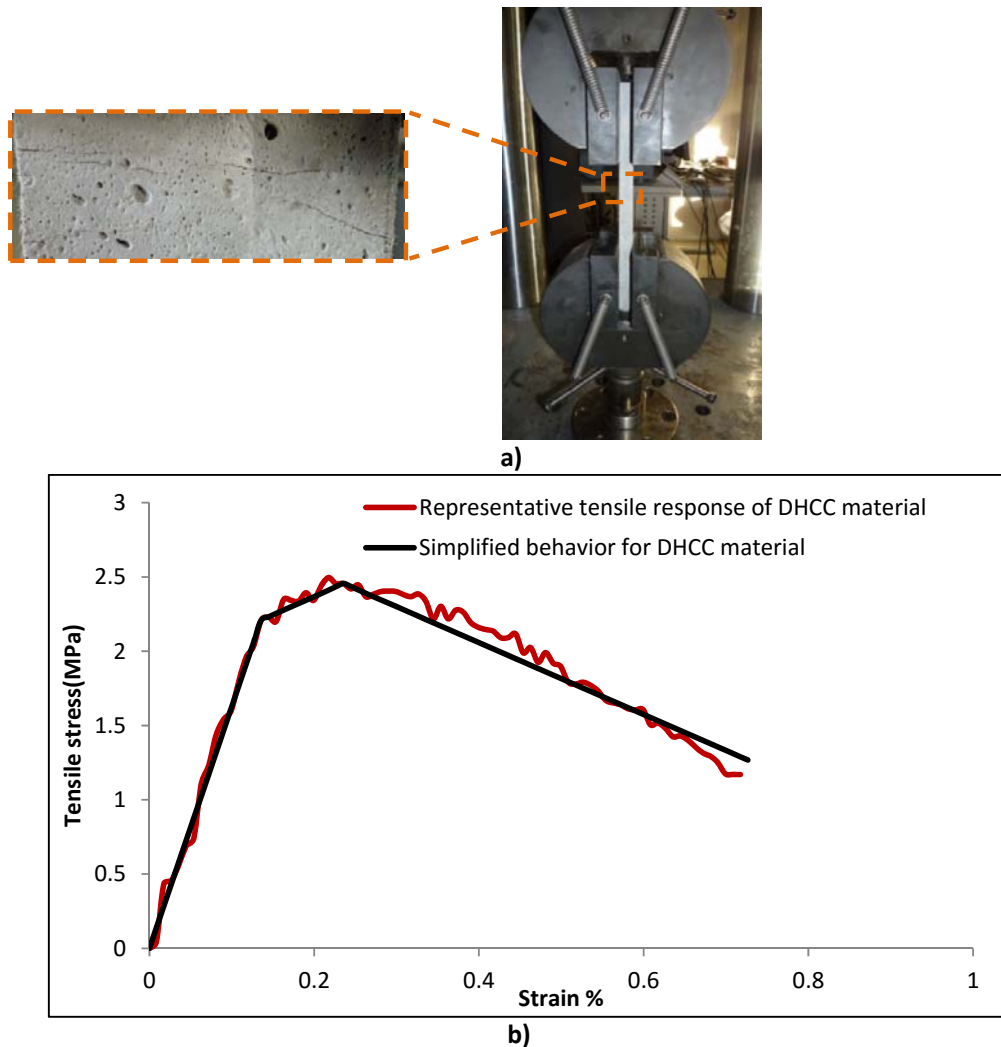 a)
3
Representative tensile response of DHCC material
Simplified behavior for DHCC material
2.5
2
1.5
1
0.5
0
Tensile stress(MPa)
0
0.2
0.4
0.6
0.8
1
Strain %
b)